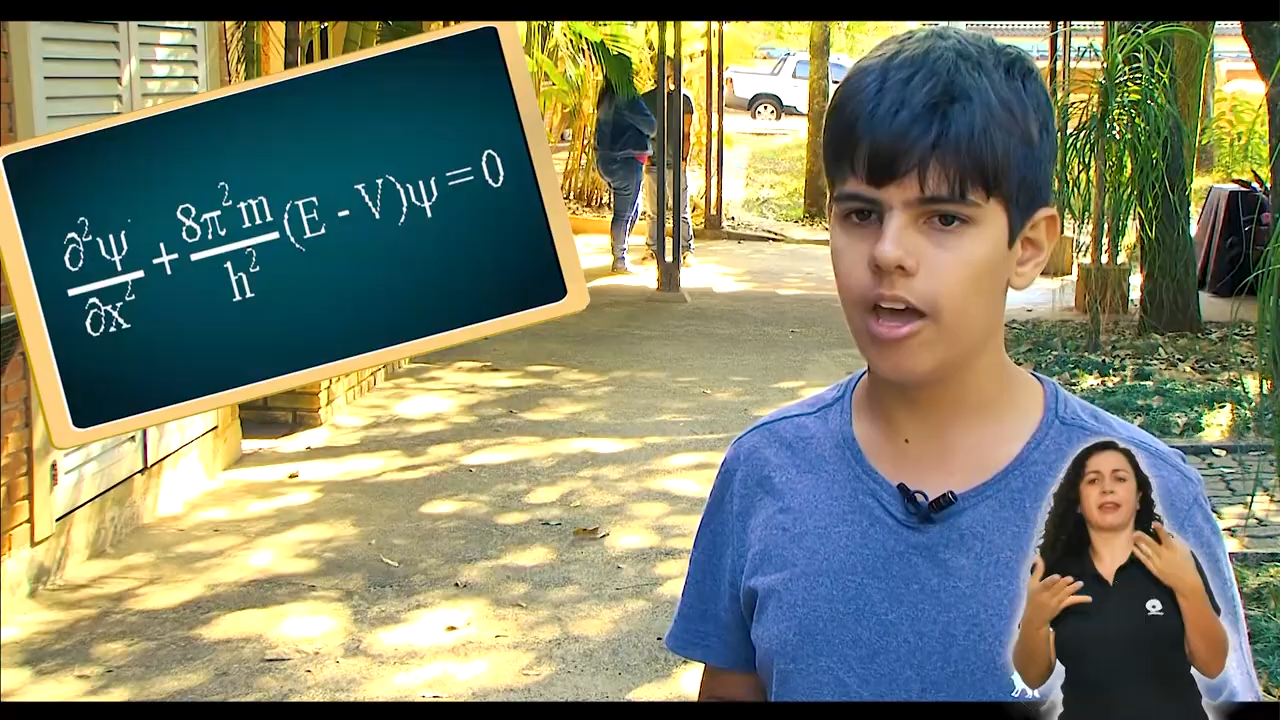 ∂²ψ/∂x² + 8π²m/h² (E - V)ψ = 0